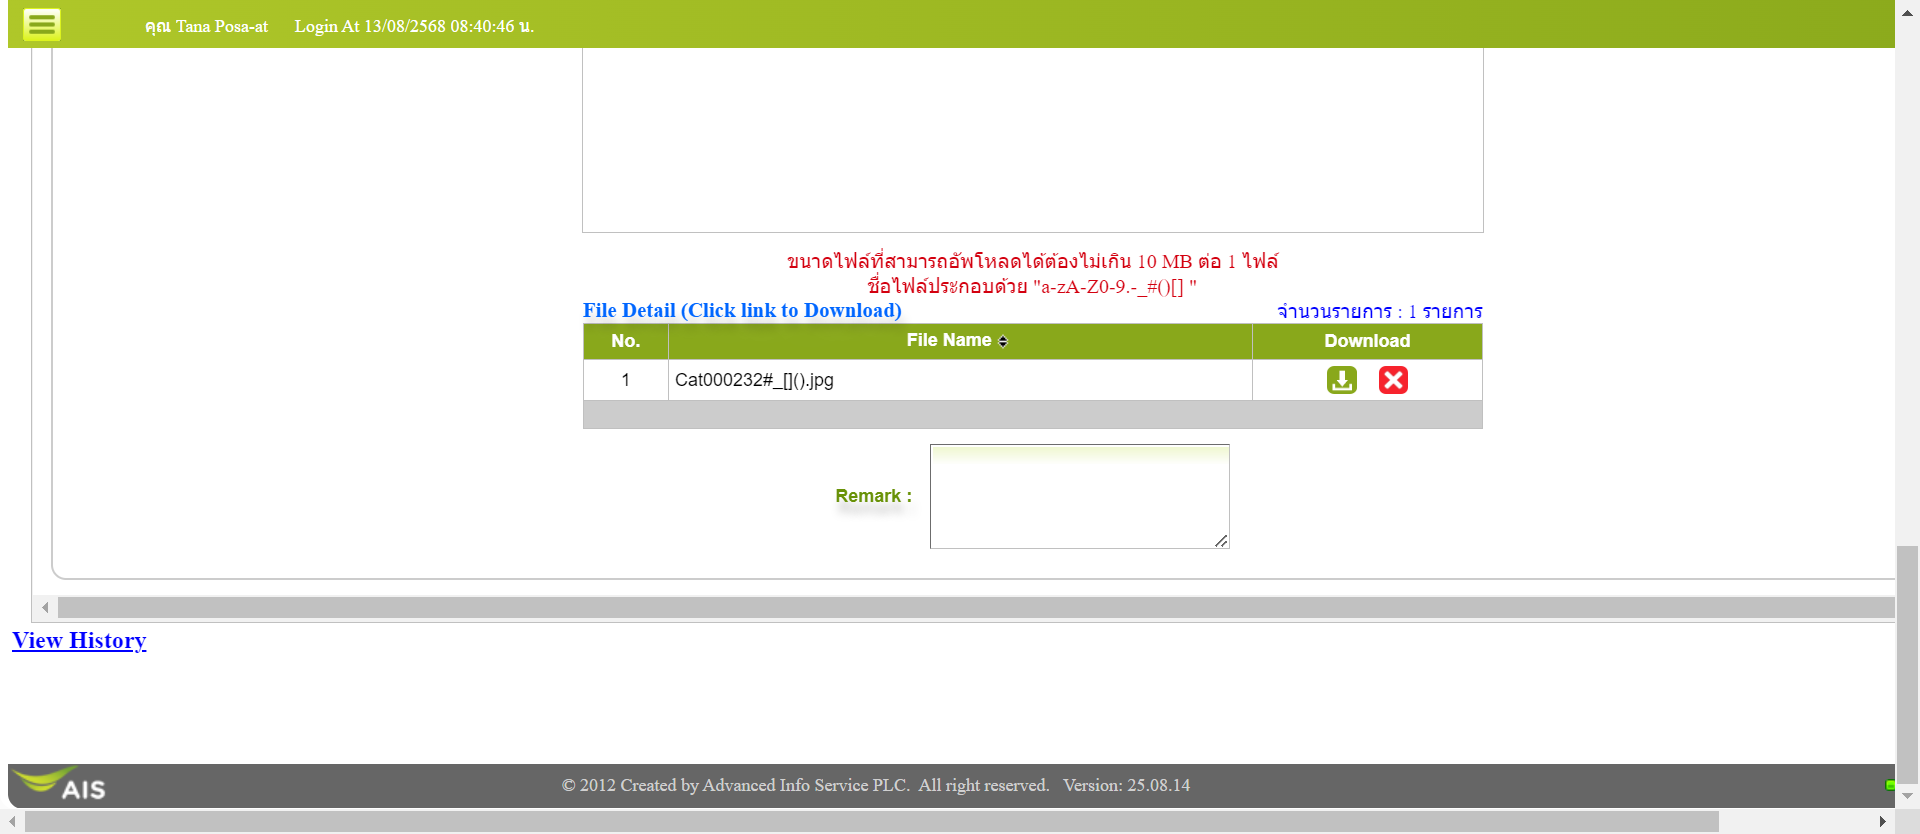 คุณ Tana Posa-at Login At 13/08/2568 08:40:46 น.
ขนาดไฟล์ที่สามารถอัพโหลดได้ต้องไม่เกิน 10 MB ต่อ 1 ไฟล์
ชื่อไฟล์ประกอบด้วย "a-zA-Z0-9.-_#()[] "
File Detail (Click link to Download) จำนวนรายการ : 1 รายการ
No. File Name Download
1 Cat000232#_[]().jpg
Remark :
View History
AIS © 2012 Created by Advanced Info Service PLC. All right reserved. Version: 25.08.14